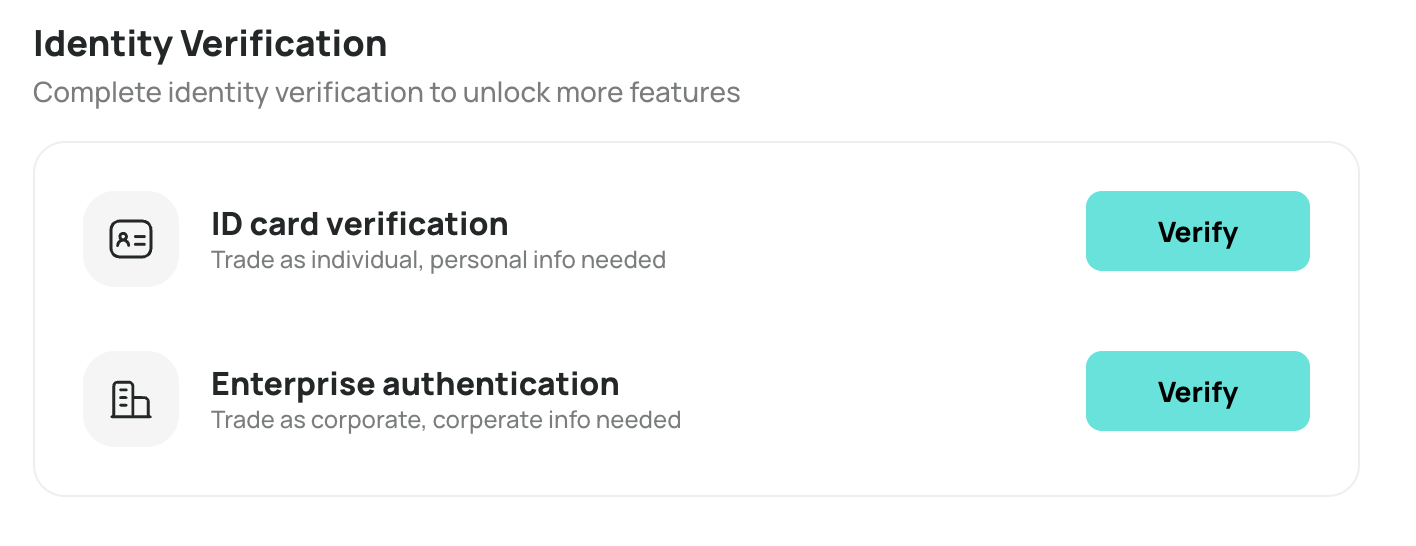 Identity Verification
Complete identity verification to unlock more features
ID card verification
Trade as individual, personal info needed
Verify
Enterprise authentication
Trade as corporate, corperate info needed
Verify